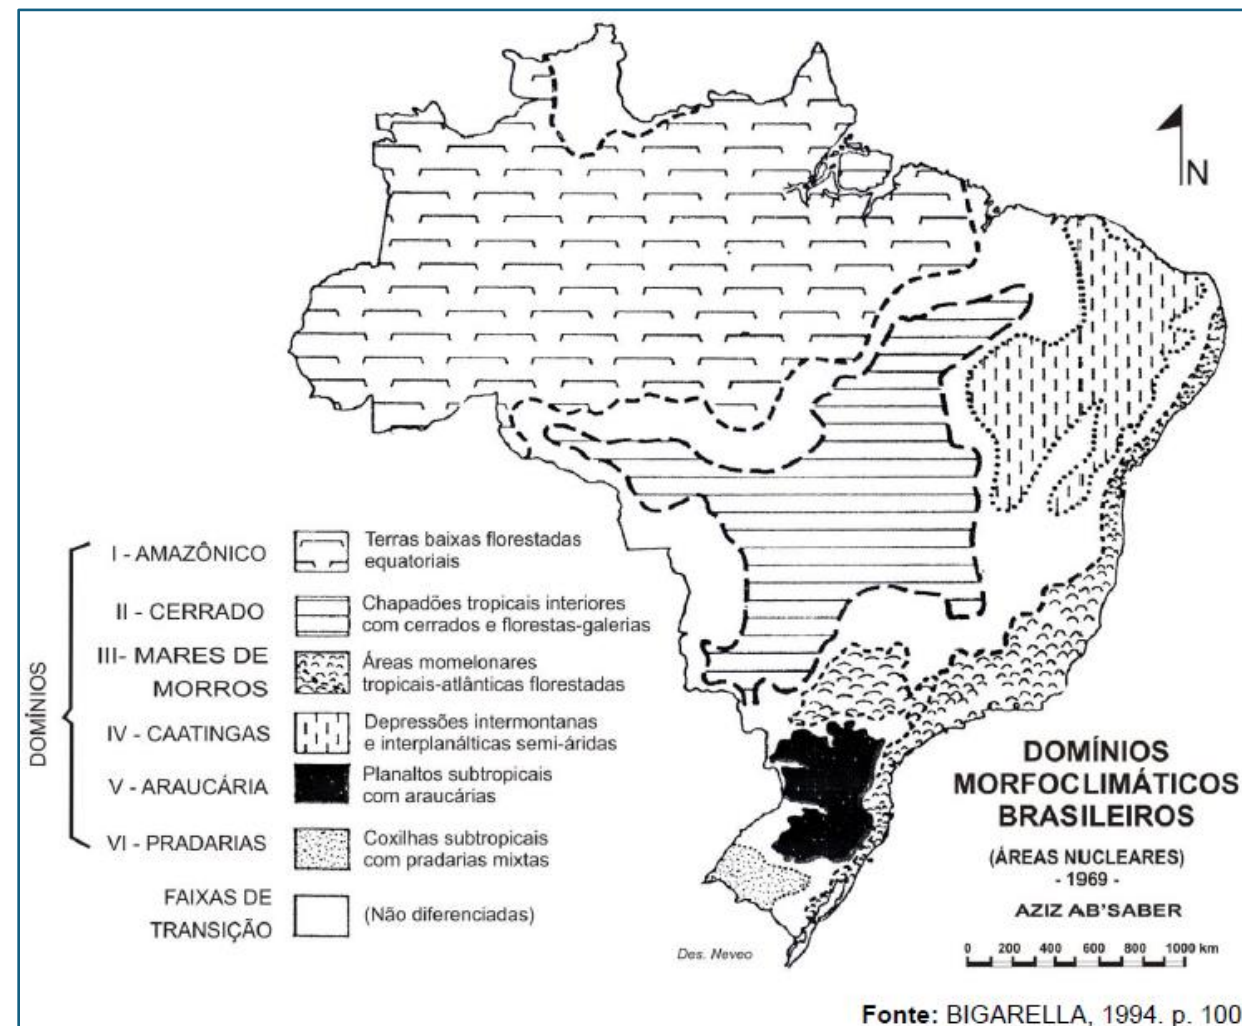 N
DOMÍNIOS
I - AMAZÔNICO
Terras baixas florestadas
equatoriais
II - CERRADO
Chapadões tropicais interiores
com cerrados e florestas-galerias
III- MARES DE
MORROS
Áreas momelonares
tropicais-atlânticas florestadas
IV - CAATINGAS
Depressões intermontanas
e interplanálticas semi-áridas
V - ARAUCÁRIA
Planaltos subtropicais
com araucárias
VI - PRADARIAS
Coxilhas subtropicais
com pradarias mixtas
FAIXAS DE
TRANSIÇÃO
(Não diferenciadas)
Des. Neveo
DOMÍNIOS
MORFOCLIMÁTICOS
BRASILEIROS
(ÁREAS NUCLEARES)
- 1969 -
AZIZ AB'SABER
0 200 400 600 800 1000 km
Fonte: BIGARELLA, 1994. p. 100